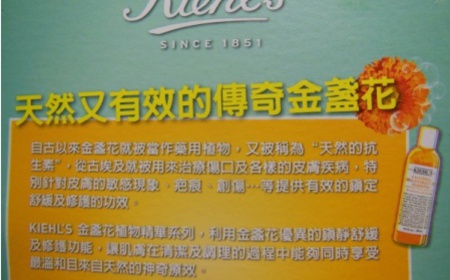 Kiehl's
SINCE 1851
天然又有效的傳奇金盞花
自古以來金盞花就被當作藥用植物，又被稱為“天然的抗
生素”，從古埃及就被用來治療傷口及各樣的皮膚疾病，特
別針對皮膚的敏感現象、疤痕、創傷…等提供有效的鎮定
舒緩及修護的功效。
KIEHL'S 金盞花植物精華系列，利用金盞花優異的鎮靜舒緩
及修護功能，讓肌膚在清潔及調理的過程中能夠同時享受
最溫和且來自天然的神奇療效。
KIEHL'S